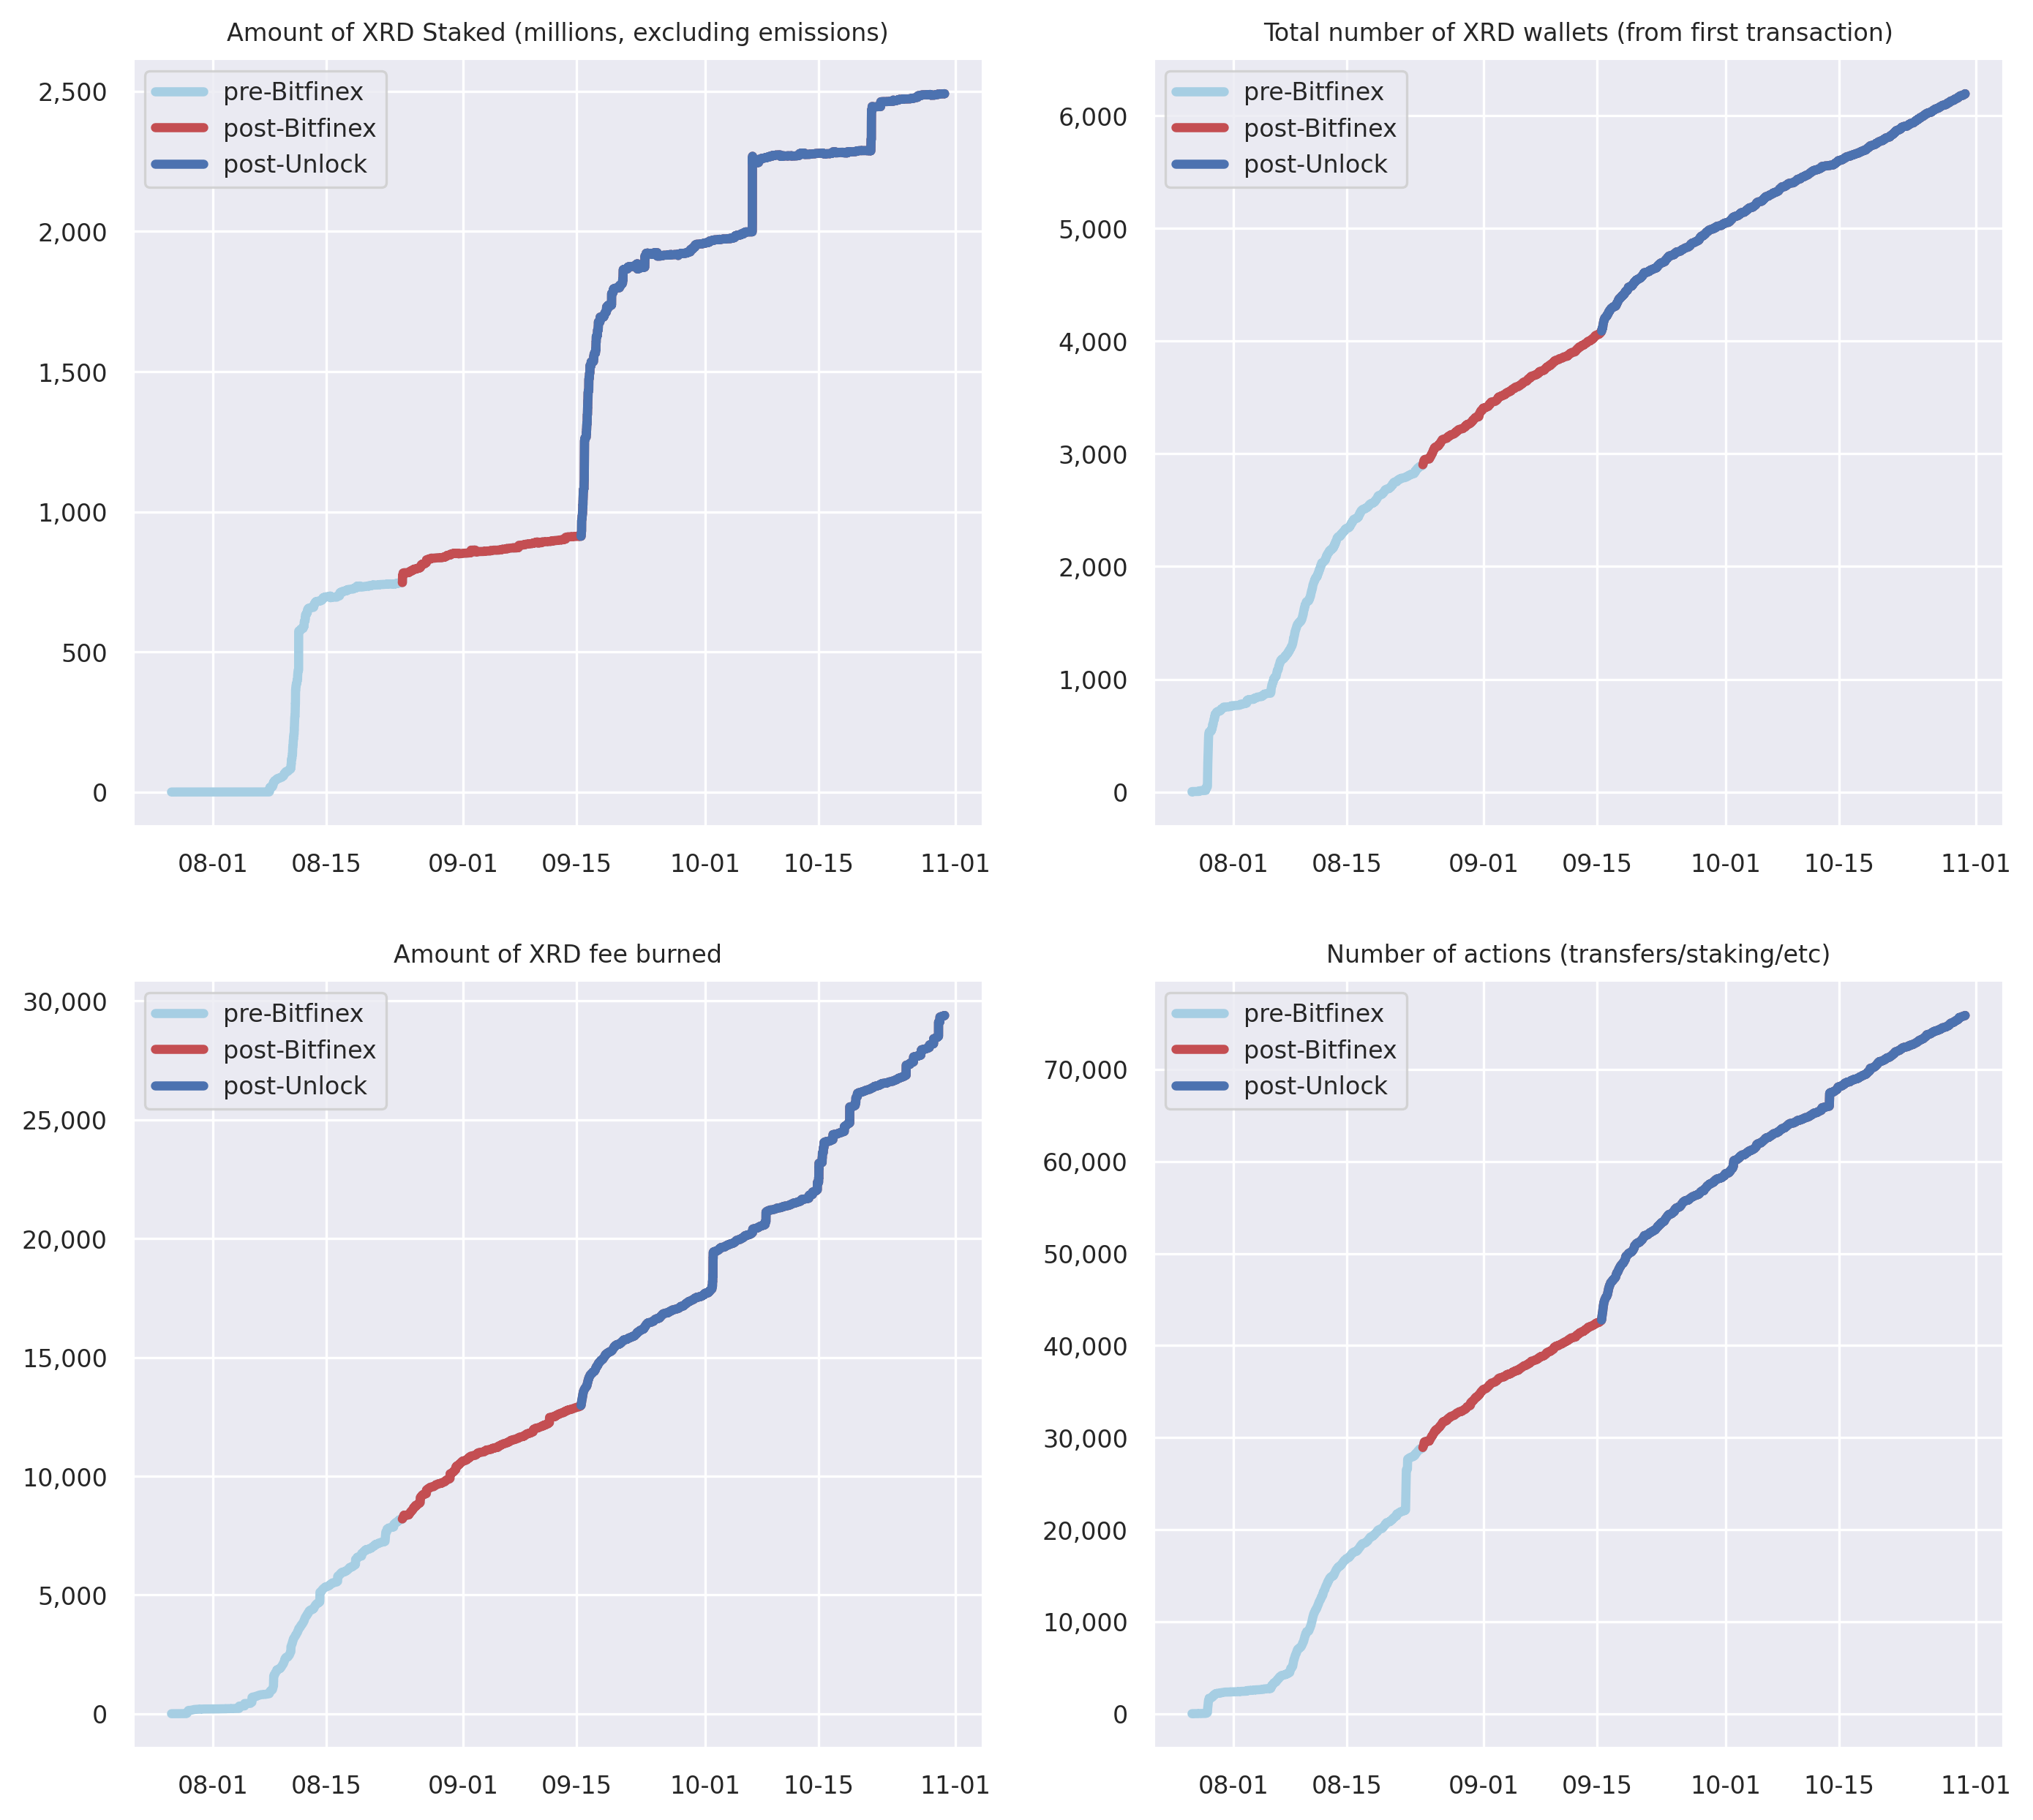 Amount of XRD Staked (millions, excluding emissions)
pre-Bitfinex
post-Bitfinex
post-Unlock
2,500
2,000
1,500
1,000
500
0
08-01 08-15 09-01 09-15 10-01 10-15 11-01
Total number of XRD wallets (from first transaction)
pre-Bitfinex
post-Bitfinex
post-Unlock
6,000
5,000
4,000
3,000
2,000
1,000
0
08-01 08-15 09-01 09-15 10-01 10-15 11-01
Amount of XRD fee burned
pre-Bitfinex
post-Bitfinex
post-Unlock
30,000
25,000
20,000
15,000
10,000
5,000
0
08-01 08-15 09-01 09-15 10-01 10-15 11-01
Number of actions (transfers/staking/etc)
pre-Bitfinex
post-Bitfinex
post-Unlock
70,000
60,000
50,000
40,000
30,000
20,000
10,000
0
08-01 08-15 09-01 09-15 10-01 10-15 11-01